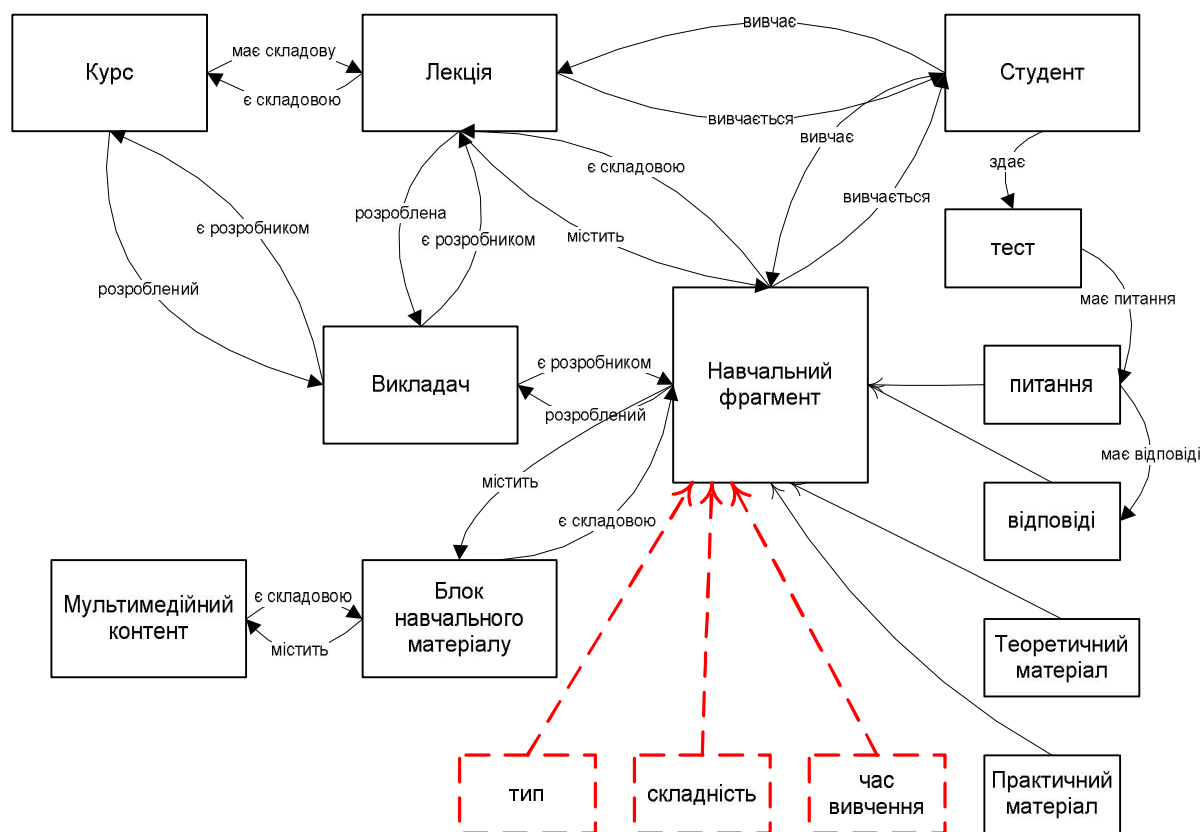 Курс
має складову
є складовою
Лекція
вивчає
вивчається
Студент
є складовою
вивчає
здає
вивчається
розроблена
є розробником
містить
є розробником
тест
розроблений
має питання
Викладач
є розробником
розроблений
Навчальний
фрагмент
питання
має відповіді
містить
є складовою
відповіді
Мультимедійний
контент
є складовою
містить
Блок
навчального
матеріалу
Теоретичний
матеріал
тип
складність
час
вивчення
Практичний
матеріал